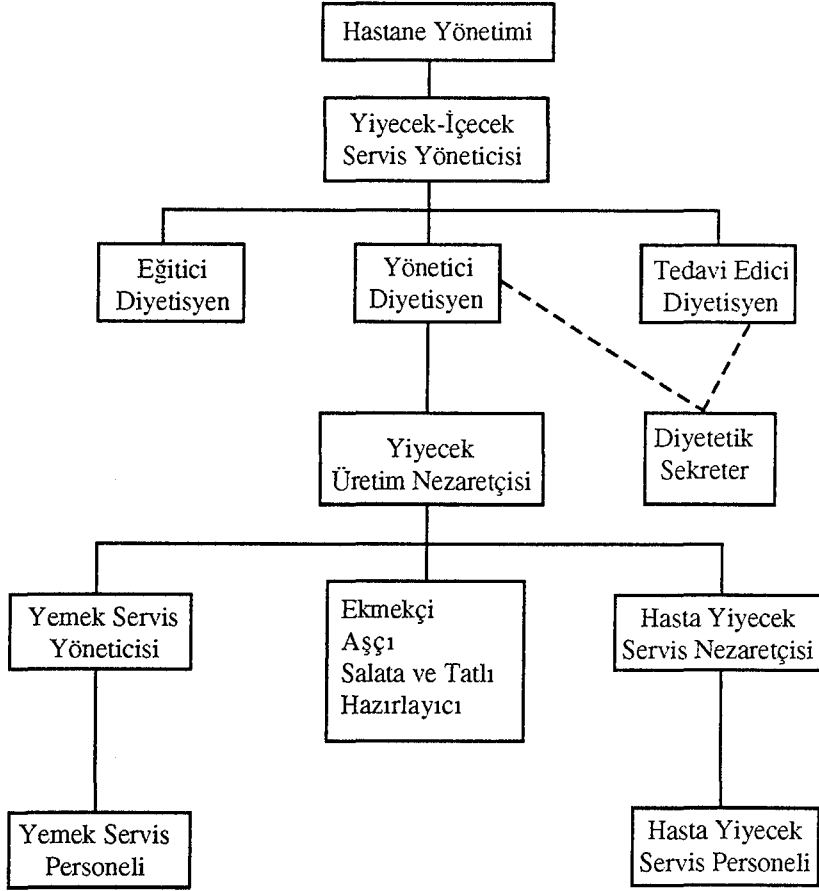 Hastane Yönetimi
Yiyecek-İçecek
Servis Yöneticisi
Eğitici
Diyetisyen
Yönetici
Diyetisyen
Tedavi Edici
Diyetisyen
Yiyecek
Üretim Nezaretçisi
Diyetetik
Sekreter
Yemek Servis
Yöneticisi
Ekmekçi
Aşçı
Salata ve Tatlı
Hazırlayıcı
Hasta Yiyecek
Servis Nezaretçisi
Yemek Servis
Personeli
Hasta Yiyecek
Servis Personeli